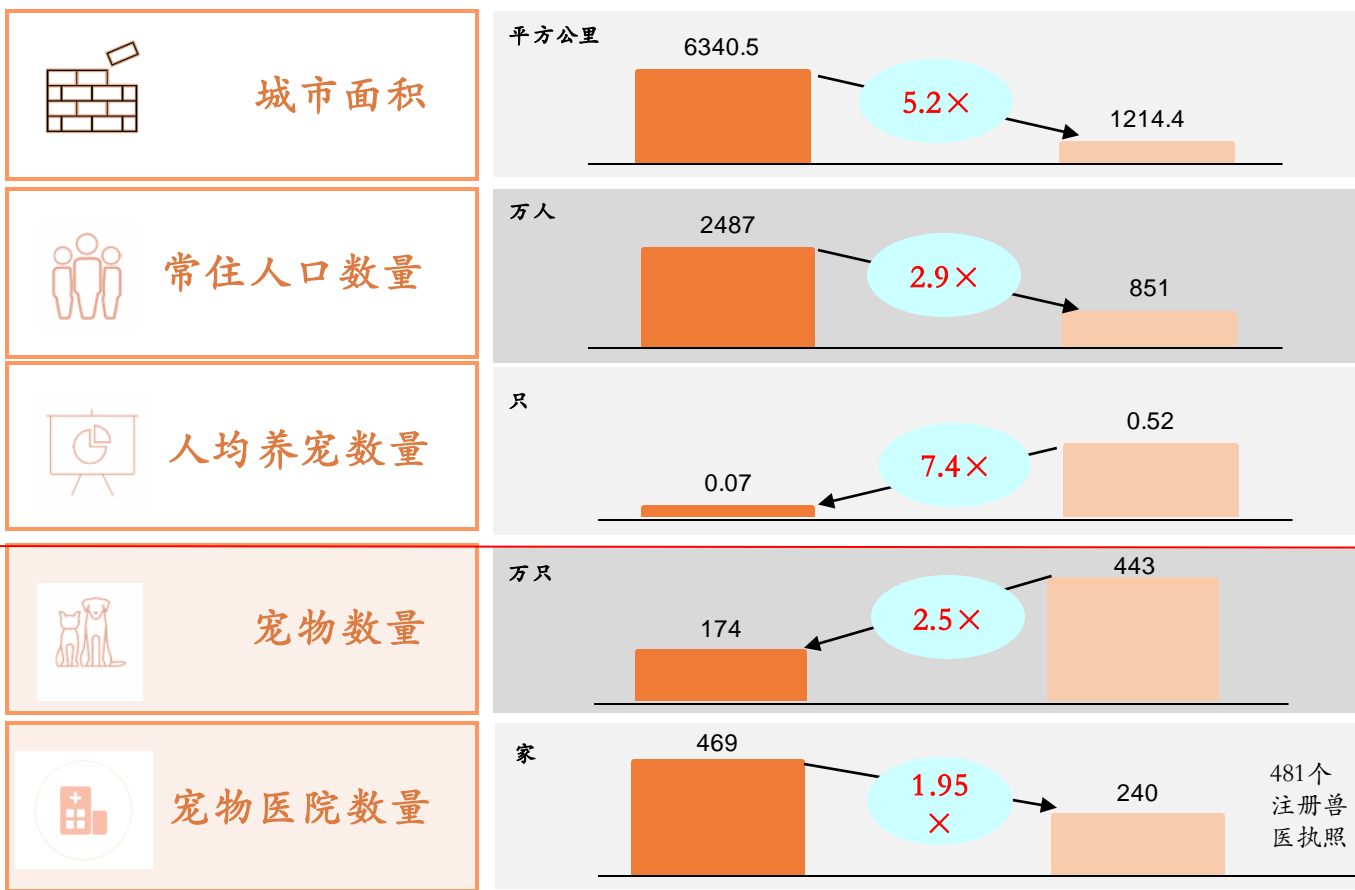 城市面积
平方公里
6340.5
5.2×
1214.4
常住人口数量
万人
2487
2.9×
851
人均养宠数量
只
0.07
7.4×
0.52
宠物数量
万只
174
2.5×
443
宠物医院数量
家
469
1.95
×
240
481个
注册兽
医执照